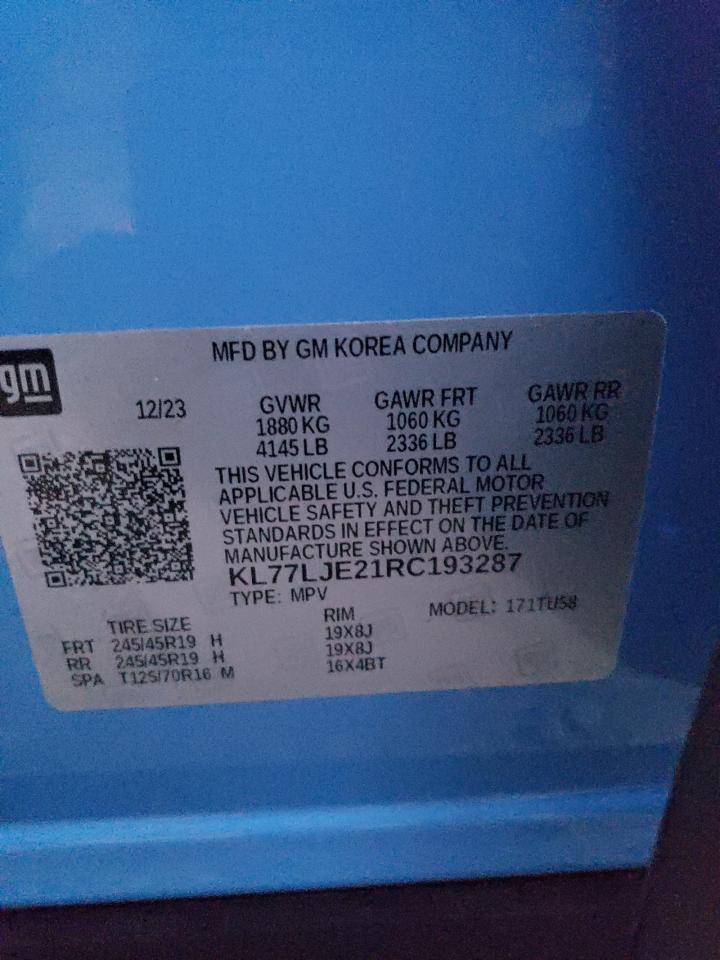 MFD BY GM KOREA COMPANY
gm
12/23
GVWR
1880 KG
4145 LB
GAWR FRT
1060 KG
2336 LB
GAWR RR
1060 KG
2336 LB
THIS VEHICLE CONFORMS TO ALL
APPLICABLE U.S. FEDERAL MOTOR
VEHICLE SAFETY AND THEFT PREVENTION
STANDARDS IN EFFECT ON THE DATE OF
MANUFACTURE SHOWN ABOVE.
KL77LJE21RC193287
TYPE: MPV
MODEL: 171TU58
TIRE SIZE
RIM
FRT 245/45R19 H 19X8J
RR 245/45R19 H 19X8J
SPA T125/70R16 M 16X4BT